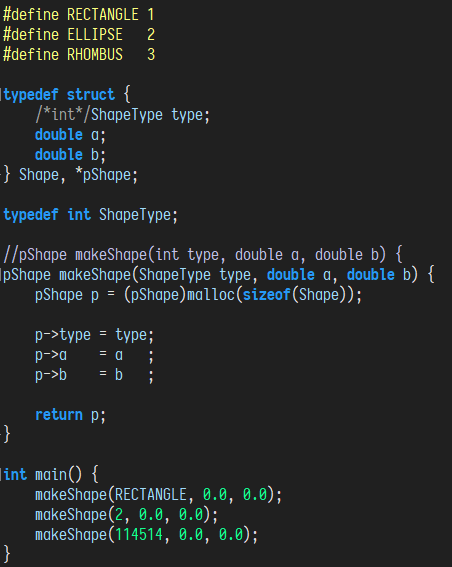 #define RECTANGLE 1
#define ELLIPSE   2
#define RHOMBUS   3
typedef struct {
    /*int*/ShapeType type;
    double a;
    double b;
} Shape, *pShape;
typedef int ShapeType;
//pShape makeShape(int type, double a, double b) {
pShape makeShape(ShapeType type, double a, double b) {
    pShape p = (pShape)malloc(sizeof(Shape));
    p->type = type;
    p->a    = a   ;
    p->b    = b   ;
    return p;
}
int main() {
    makeShape(RECTANGLE, 0.0, 0.0);
    makeShape(2, 0.0, 0.0);
    makeShape(114514, 0.0, 0.0);
}